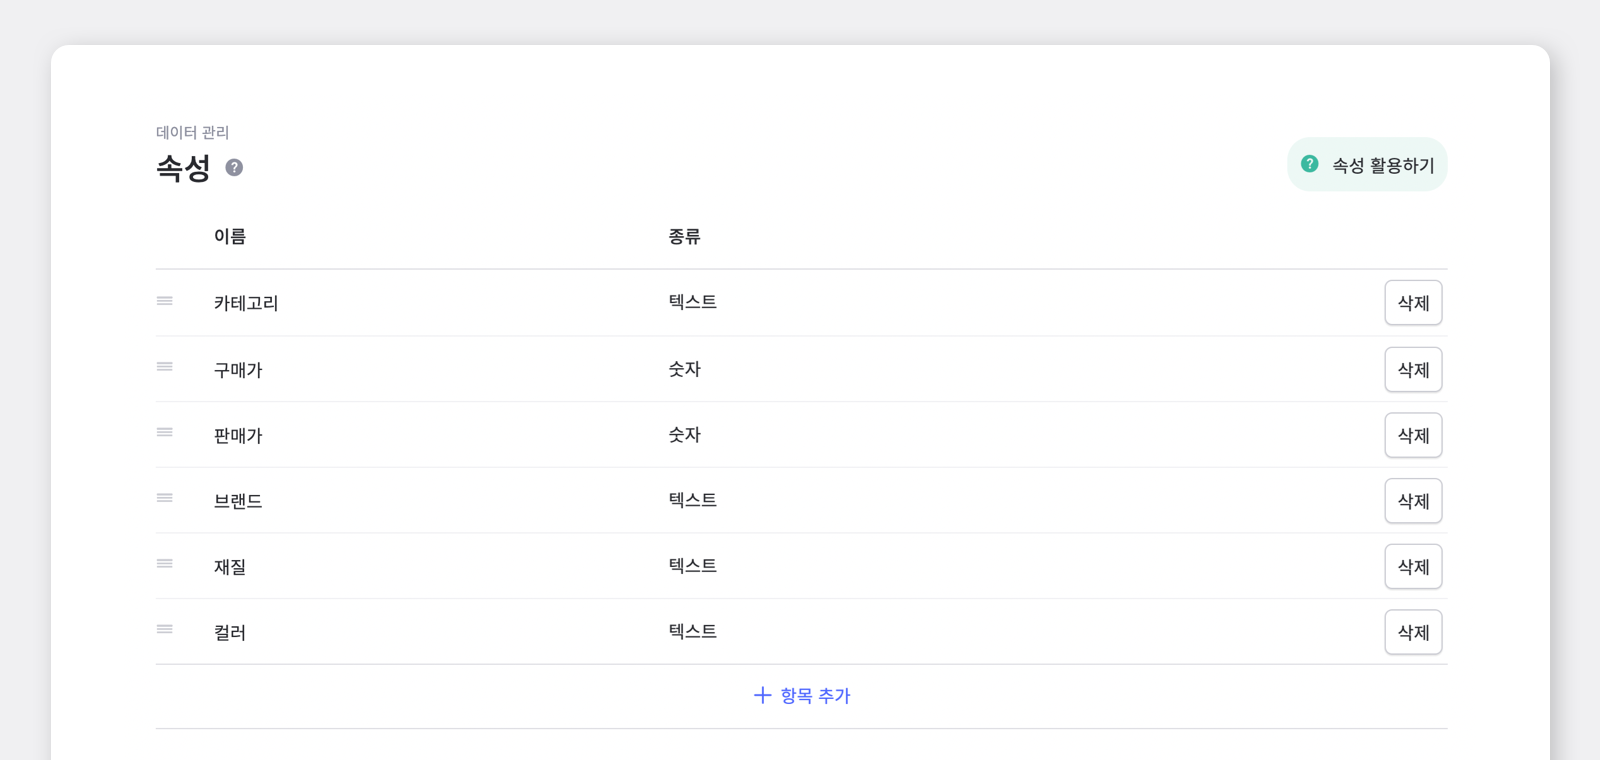 데이터 관리
속성 ?
? 속성 활용하기
이름 종류
카테고리 텍스트 삭제
구매가 숫자 삭제
판매가 숫자 삭제
브랜드 텍스트 삭제
재질 텍스트 삭제
컬러 텍스트 삭제
+ 항목 추가